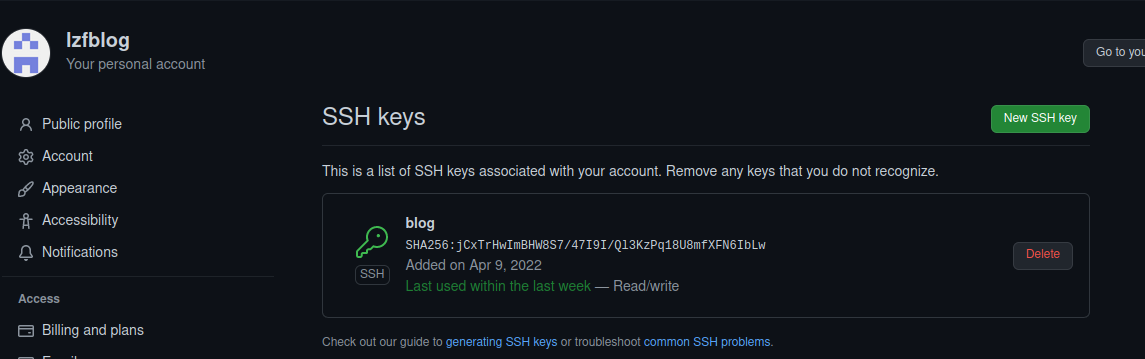 lzfblog
Your personal account
Go to you
Public profile
Account
Appearance
Accessibility
Notifications
Access
Billing and plans
SSH keys
New SSH key
This is a list of SSH keys associated with your account. Remove any keys that you do not recognize.
SSH
blog
SHA256:jCxTrHwImBHW8S7/47I9I/Ql3KzPq18U8mfXFN6IbLw
Added on Apr 9, 2022
Last used within the last week — Read/write
Delete
Check out our guide to generating SSH keys or troubleshoot common SSH problems.